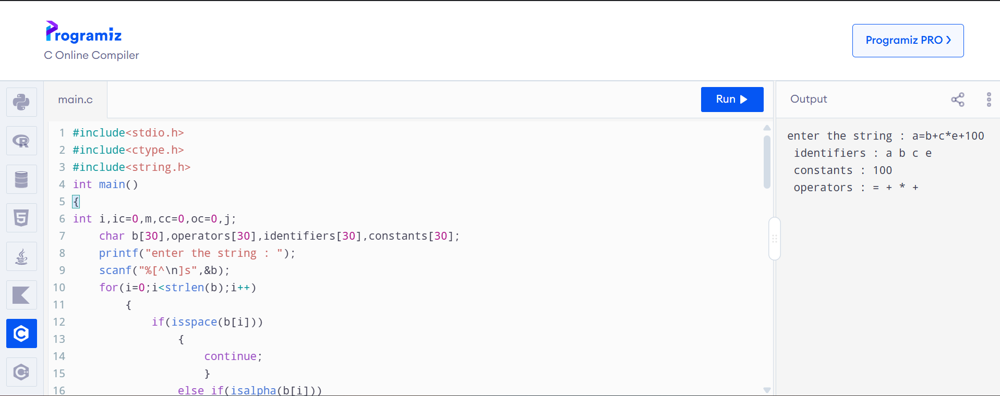 Programiz
C Online Compiler
Programiz PRO ❯
main.c
Run
Output
1 #include<stdio.h>
2 #include<ctype.h>
3 #include<string.h>
4 int main()
5 {
6 int i,ic=0,m,cc=0,oc=0,j;
7     char b[30],operators[30],identifiers[30],constants[30];
8     printf("enter the string : ");
9     scanf("%[^\n]s",&b);
10     for(i=0;i<strlen(b);i++)
11         {
12             if(isspace(b[i]))
13                 {
14                     continue;
15                     }
16                 else if(isalpha(b[i]))
enter the string : a=b+c*e+100
 identifiers : a b c e
 constants : 100
 operators : = + * +